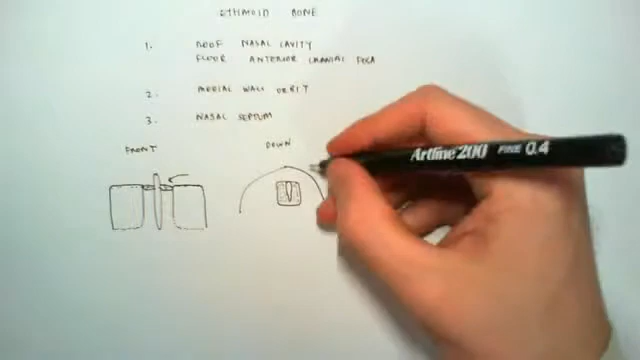 ETHMOID BONE
1. ROOF NASAL CAVITY
FLOOR ANTERIOR CRANIAL FOSA
2. MEDIAL WALL ORBIT
3. NASAL SEPTUM
FRONT
DOWN
Artline 200 FINE 0.4